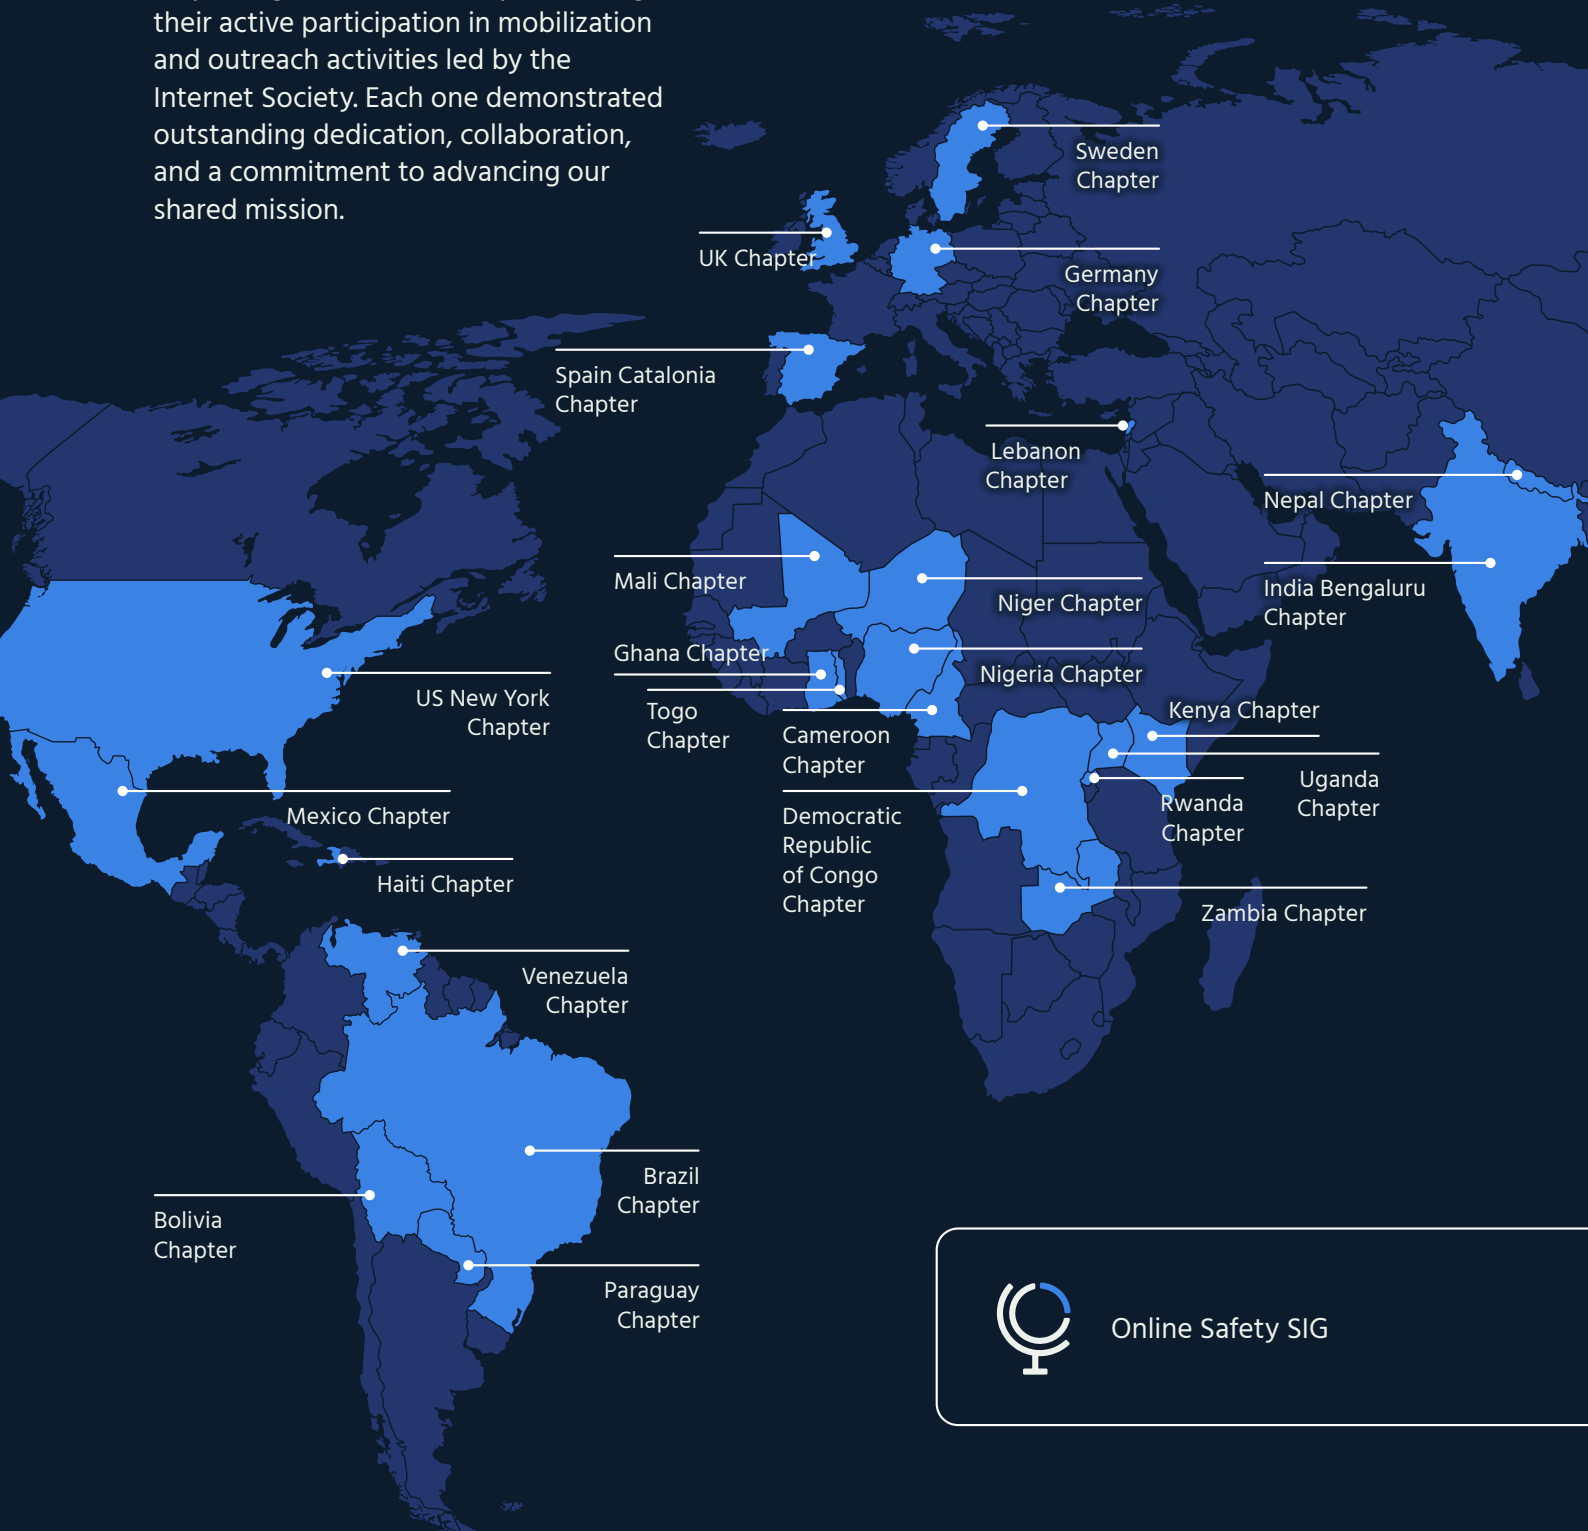 their active participation in mobilization
and outreach activities led by the
Internet Society. Each one demonstrated
outstanding dedication, collaboration,
and a commitment to advancing our
shared mission.
Sweden
Chapter
UK Chapter
Germany
Chapter
Spain Catalonia
Chapter
Lebanon
Chapter
Nepal Chapter
India Bengaluru
Chapter
Mali Chapter
Niger Chapter
Ghana Chapter
Nigeria Chapter
Togo
Chapter
Cameroon
Chapter
Kenya Chapter
Uganda
Chapter
Rwanda
Chapter
Democratic
Republic
of Congo
Chapter
Zambia Chapter
US New York
Chapter
Mexico Chapter
Haiti Chapter
Venezuela
Chapter
Brazil
Chapter
Bolivia
Chapter
Paraguay
Chapter
Online Safety SIG